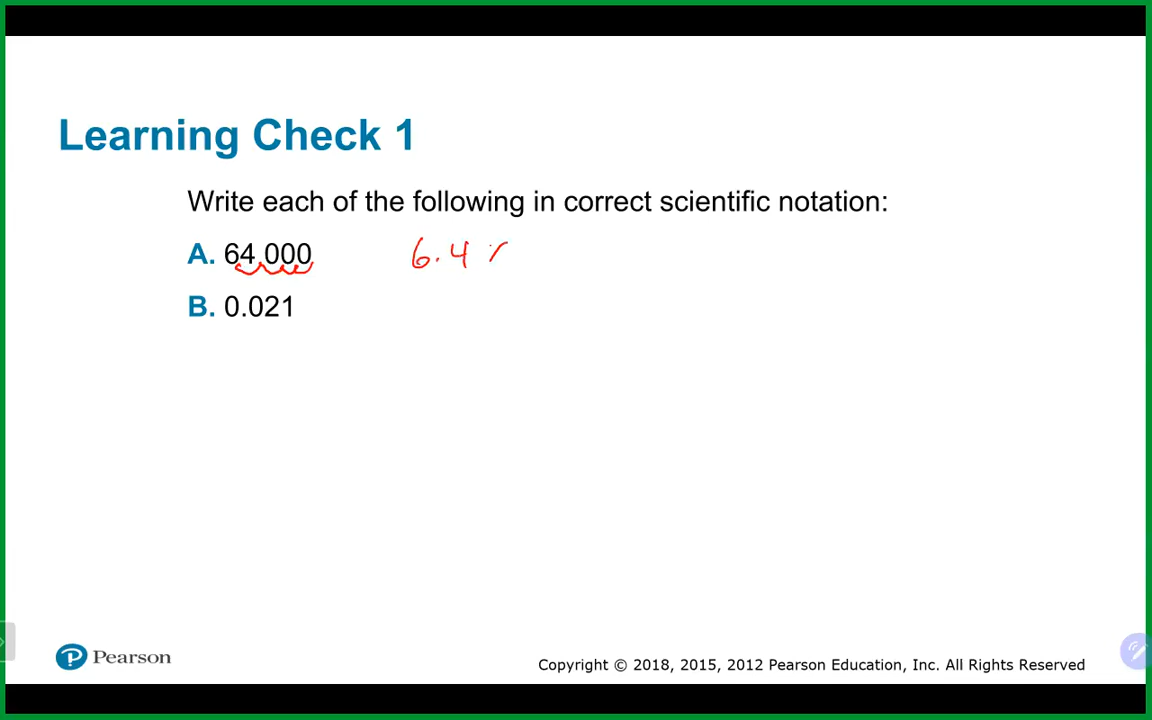 Learning Check 1
Write each of the following in correct scientific notation:
A. 64 000 6.4 ×
B. 0.021
Pearson
Copyright © 2018, 2015, 2012 Pearson Education, Inc. All Rights Reserved